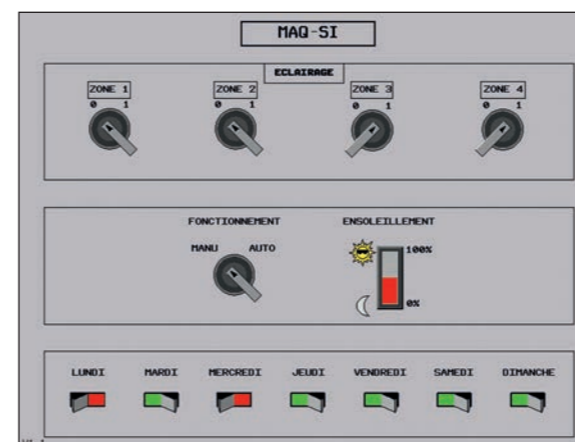 MAQ-SI
ECLAIRAGE
ZONE 1 ZONE 2 ZONE 3 ZONE 4
0 1 0 1 0 1 0 1
FONCTIONNEMENT ENSOLEILLEMENT
MANU AUTO 100%
0%
LUNDI MARDI MERCREDI JEUDI VENDREDI SAMEDI DIMANCHE